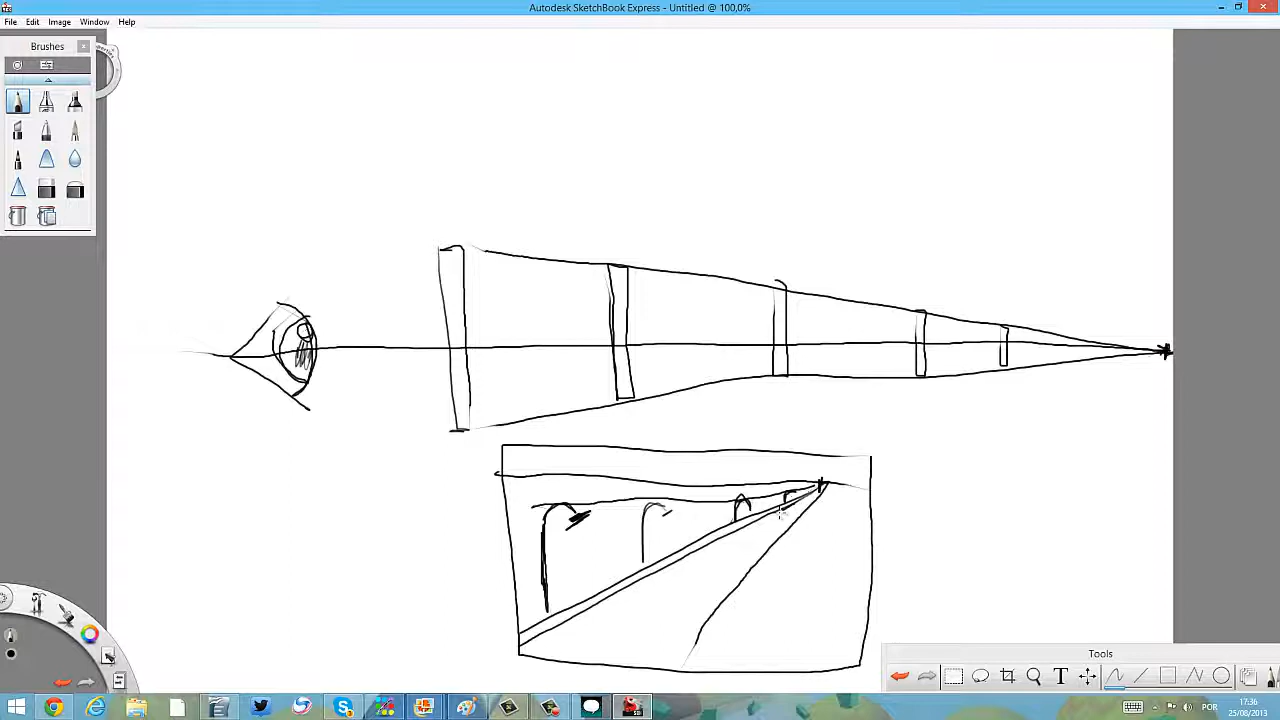 Autodesk SketchBook Express - Untitled @ 100,0%
File Edit Image Window Help
Brushes
Tools
T
POR
17:36
25/08/2013